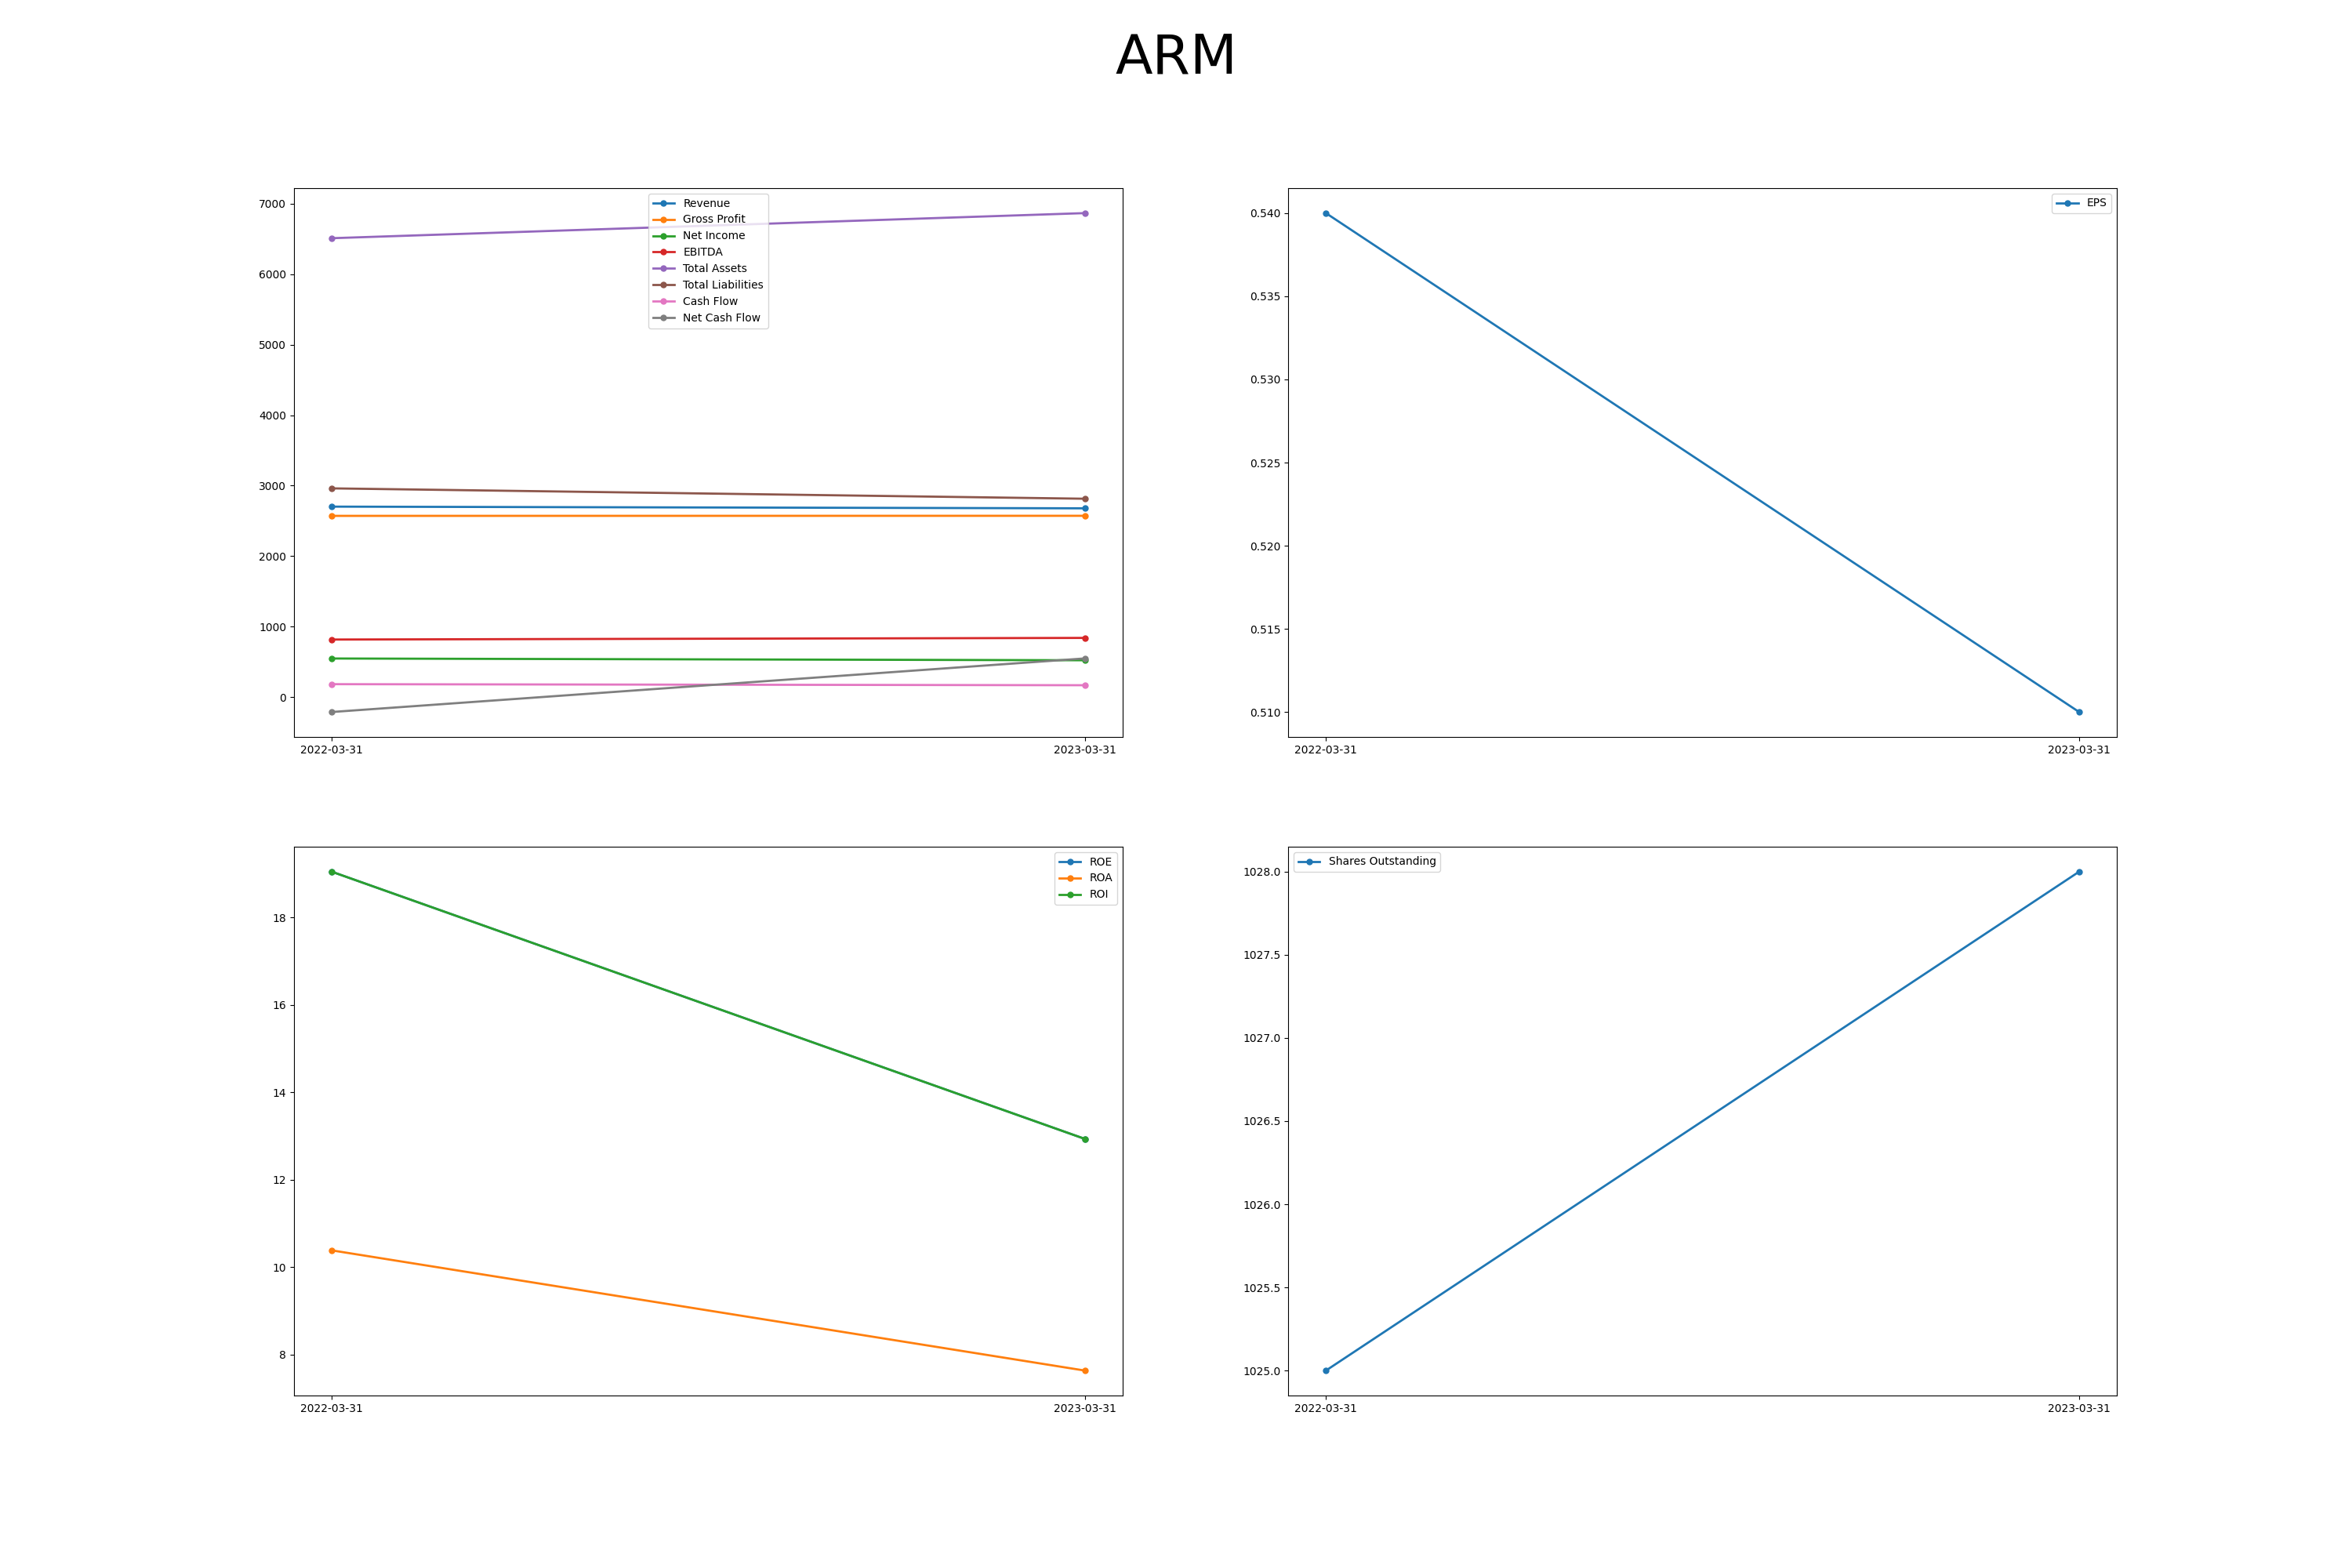 ARM
7000
6000
5000
4000
3000
2000
1000
0
Revenue
Gross Profit
Net Income
EBITDA
Total Assets
Total Liabilities
Cash Flow
Net Cash Flow
2022-03-31 2023-03-31
0.540
0.535
0.530
0.525
0.520
0.515
0.510
EPS
2022-03-31 2023-03-31
18
16
14
12
10
8
ROE
ROA
ROI
2022-03-31 2023-03-31
1028.0
1027.5
1027.0
1026.5
1026.0
1025.5
1025.0
Shares Outstanding
2022-03-31 2023-03-31